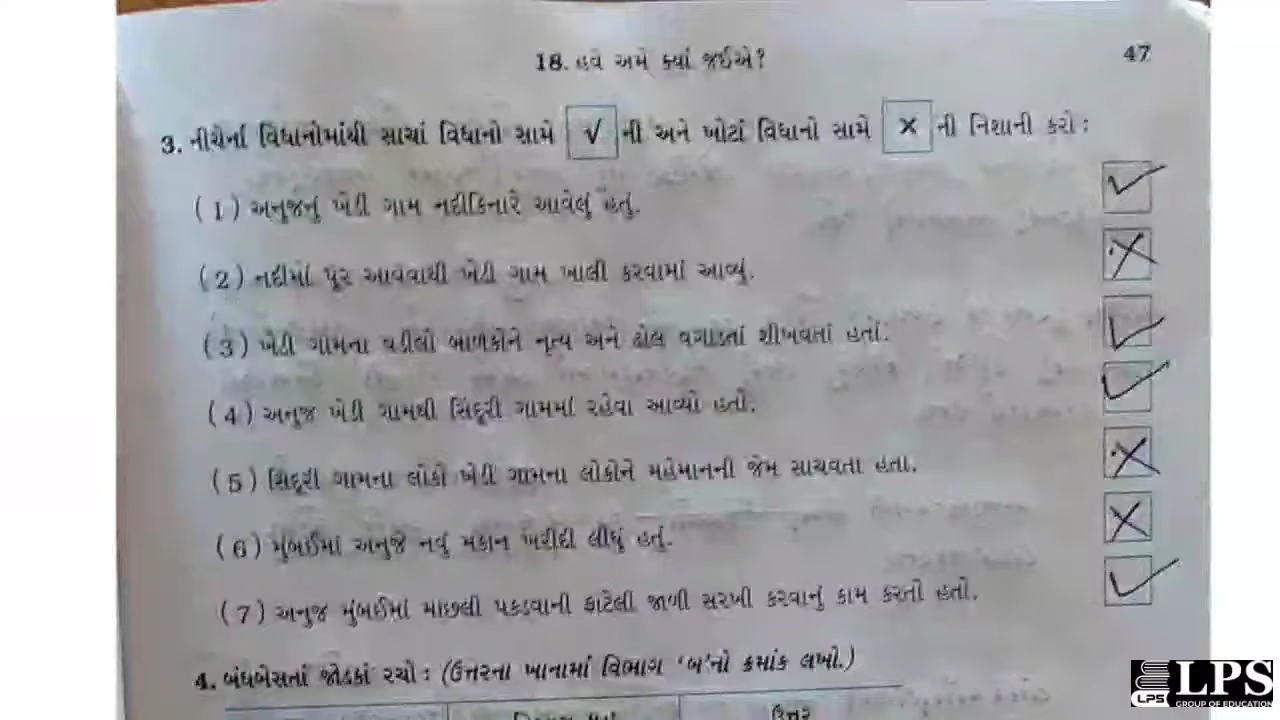 18. હવે અમે ક્યાં જઈએ?
47
3. નીચેનાં વિધાનોમાંથી સાચાં વિધાનો સામે √ ની અને ખોટાં વિધાનો સામે × ની નિશાની કરો :
(1) અનુજનું ખેડી ગામ નદીકિનારે આવેલું હતું. ✓
(2) નદીમાં પૂર આવવાથી ખેડી ગામ ખાલી કરવામાં આવ્યું. ×
(3) ખેડી ગામના વડીલો બાળકોને નૃત્ય અને ઢોલ વગાડતાં શીખવતાં હતાં. ✓
(4) અનુજ ખેડી ગામથી સિંદૂરી ગામમાં રહેવા આવ્યો હતો. ✓
(5) સિંદૂરી ગામના લોકો ખેડી ગામના લોકોને મહેમાનની જેમ સાચવતા હતા. ×
(6) મુંબઈમાં અનુજે નવું મકાન ખરીદી લીધું હતું. ×
(7) અનુજ મુંબઈમાં માછલી પકડવાની ફાટેલી જાળી સરખી કરવાનું કામ કરતો હતો. ✓
4. બંધબેસતાં જોડકાં રચો : (ઉત્તરના ખાનામાં વિભાગ ‘બ’નો ક્રમાંક લખો.)
ઉત્તર
LPS
LPS
GROUP OF EDUCATION